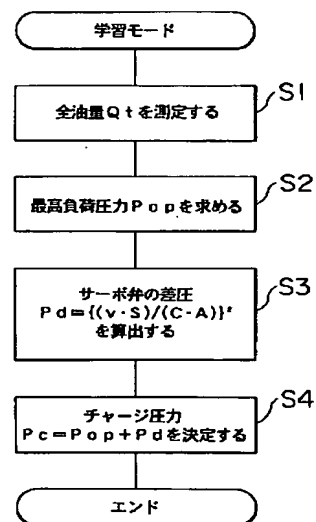 学習モード
S1
全油量Qtを測定する
S2
最高負荷圧力Popを求める
S3
サーボ弁の差圧
Pd={(v・S)/(C・A)}²
を算出する
S4
チャージ圧力
Pc=Pop+Pdを決定する
エンド